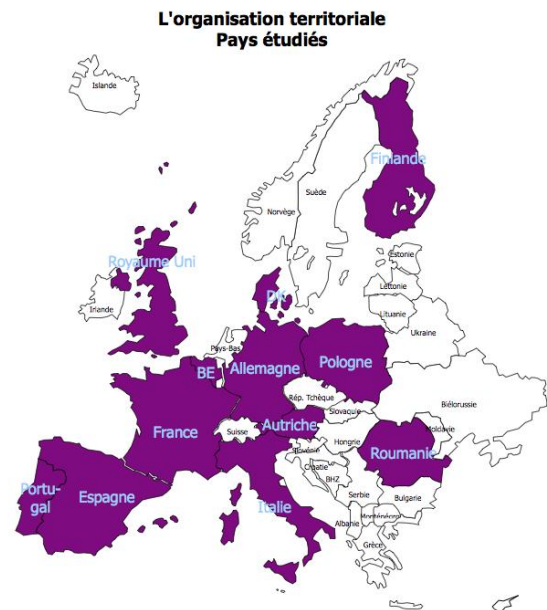 L'organisation territoriale
Pays étudiés
Islande
Finlande
Suède
Norvège
Royaume Uni
Estonie
Lettonie
DK
Irlande
Lituanie
Ukraine
Pays-Bas
BE
Allemagne
Pologne
Rép. Tchèque
Biélorussie
Slovaquie
France
Suisse
Autriche
Moldavie
Hongrie
Roumanie
Slovénie
Croatie
BHZ
Portu-
gal
Espagne
Italie
Serbie
Bulgarie
Albanie
Monténégro
Grèce